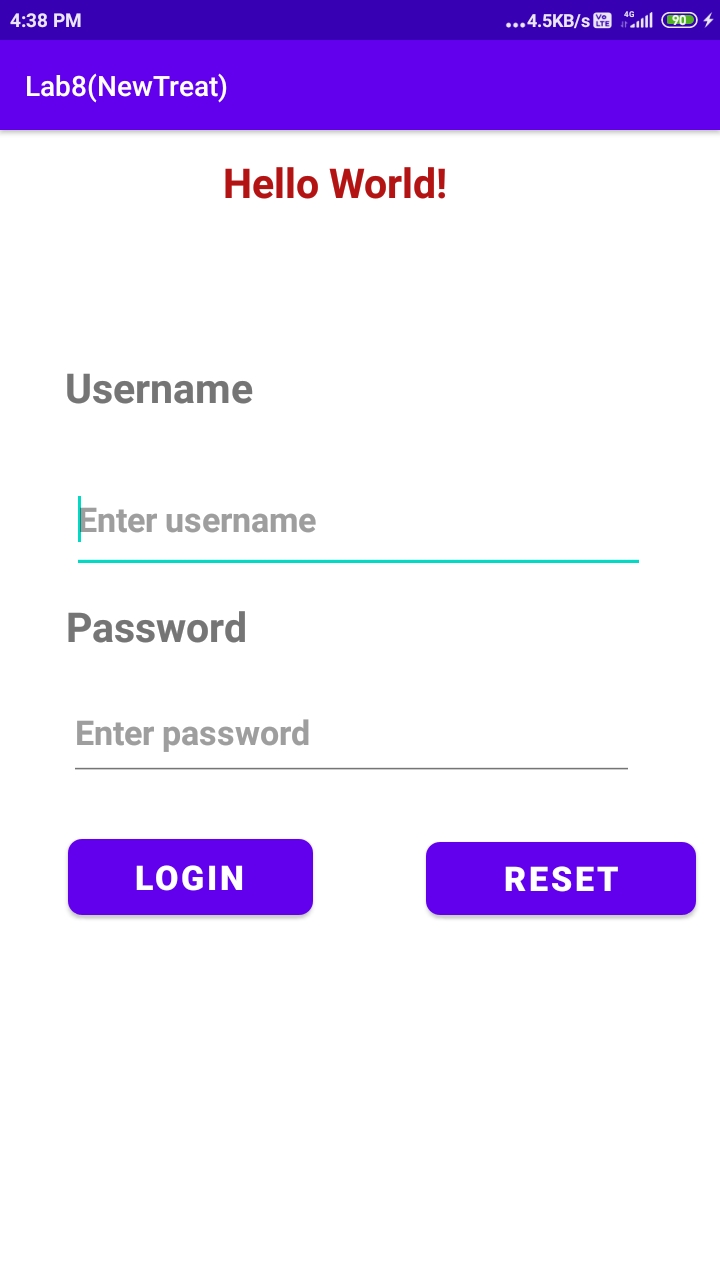 4:38 PM ...4.5KB/s Vo LTE 4G 90
Lab8(NewTreat)
Hello World!
Username
Enter username
Password
Enter password
LOGIN RESET